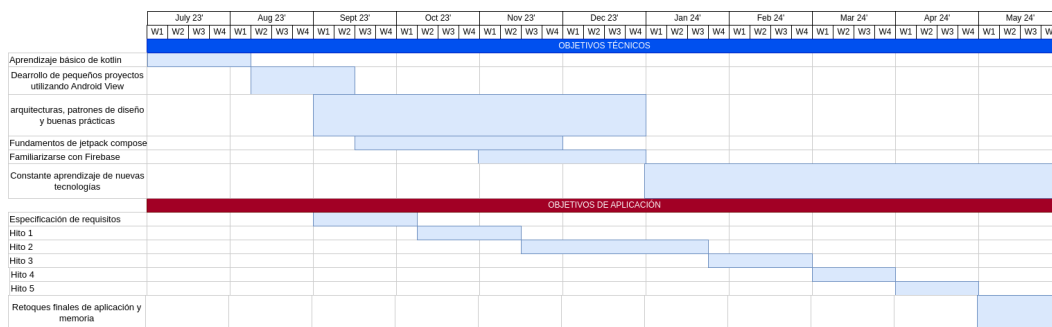 July 23' Aug 23' Sept 23' Oct 23' Nov 23' Dec 23' Jan 24' Feb 24' Mar 24' Apr 24' May 24'
W1 W2 W3 W4 W1 W2 W3 W4 W1 W2 W3 W4 W1 W2 W3 W4 W1 W2 W3 W4 W1 W2 W3 W4 W1 W2 W3 W4 W1 W2 W3 W4 W1 W2 W3 W4 W1 W2 W3 W4 W1 W2 W3
OBJETIVOS TÉCNICOS
Aprendizaje básico de kotlin
Dearrollo de pequeños proyectos
utilizando Android View
arquitecturas, patrones de diseño
y buenas prácticas
Fundamentos de jetpack compose
Familiarizarse con Firebase
Constante aprendizaje de nuevas
tecnologías
OBJETIVOS DE APLICACIÓN
Especificación de requisitos
Hito 1
Hito 2
Hito 3
Hito 4
Hito 5
Retoques finales de aplicación y
memoria